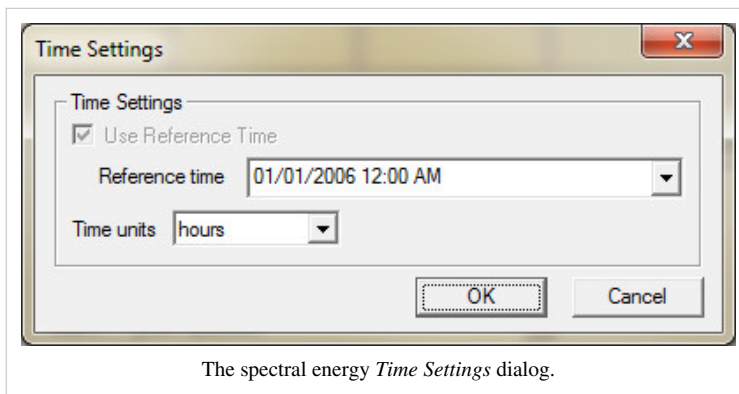 Time Settings
Time Settings
Use Reference Time
Reference time 01/01/2006 12:00 AM
Time units hours
OK Cancel
The spectral energy Time Settings dialog.